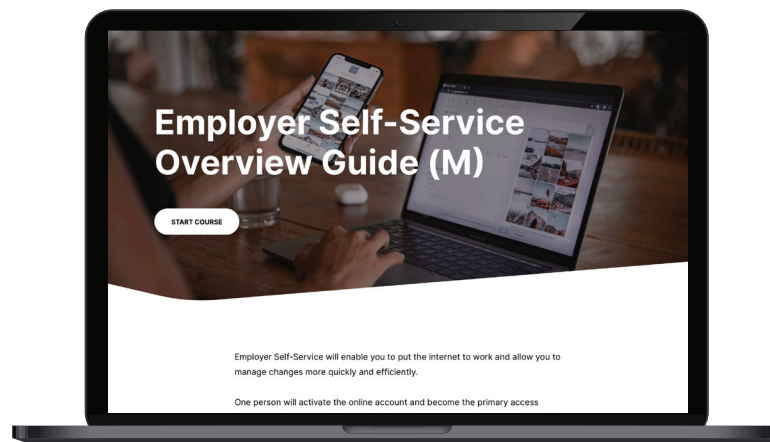 Employer Self-Service
Overview Guide (M)
START COURSE
Employer Self-Service will enable you to put the internet to work and allow you to
manage changes more quickly and efficiently.
One person will activate the online account and become the primary access